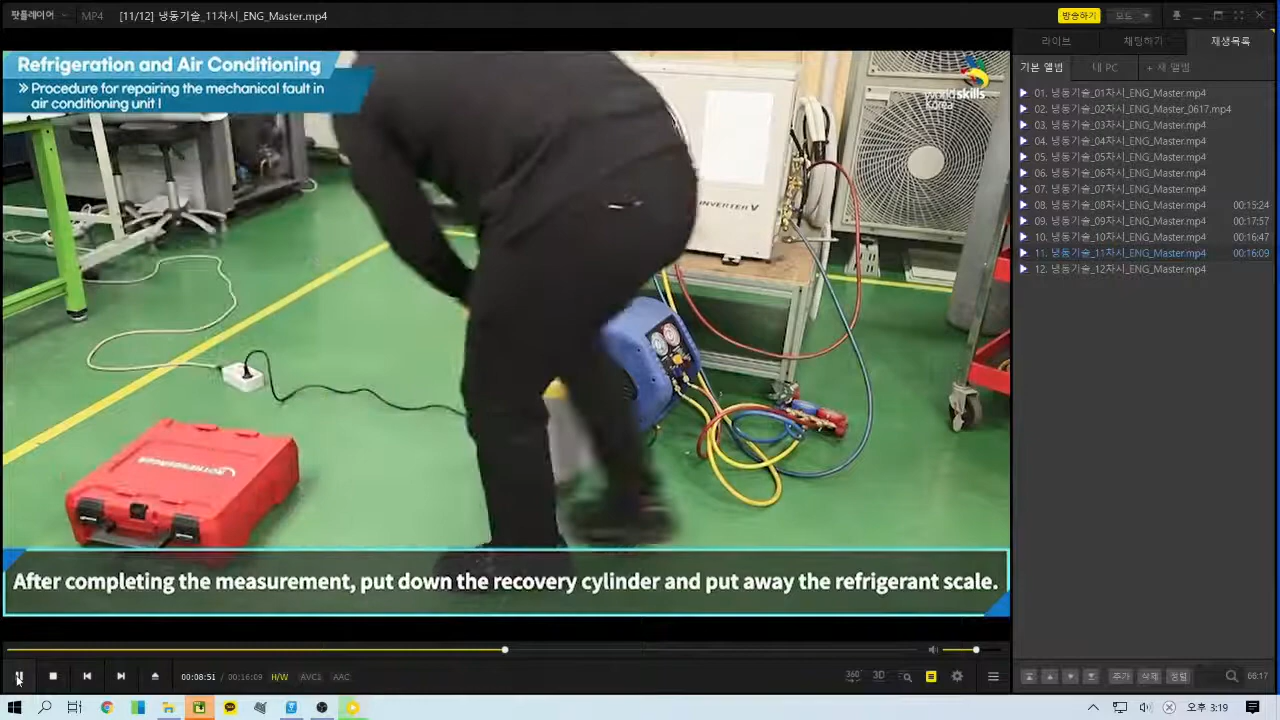 팟플레이어
MP4
[11/12] 냉동기술_11차시_ENG_Master.mp4
방송하기
모드
라이브
채팅하기
재생목록
기본 앨범
내 PC
+ 새 앨범
Refrigeration and Air Conditioning
» Procedure for repairing the mechanical fault in
air conditioning unit I
worldskills
Korea
INVERTER V
ROTHENBERGER
01. 냉동기술_01차시_ENG_Master.mp4
02. 냉동기술_02차시_ENG_Master_0617.mp4
03. 냉동기술_03차시_ENG_Master.mp4
04. 냉동기술_04차시_ENG_Master.mp4
05. 냉동기술_05차시_ENG_Master.mp4
06. 냉동기술_06차시_ENG_Master.mp4
07. 냉동기술_07차시_ENG_Master.mp4
08. 냉동기술_08차시_ENG_Master.mp4 00:15:24
09. 냉동기술_09차시_ENG_Master.mp4 00:17:57
10. 냉동기술_10차시_ENG_Master.mp4 00:16:47
11. 냉동기술_11차시_ENG_Master.mp4 00:16:09
12. 냉동기술_12차시_ENG_Master.mp4
After completing the measurement, put down the recovery cylinder and put away the refrigerant scale.
00:08:51 / 00:16:09 H/W AVC1 AAC
360° 3D
추가 삭제 정렬
66:17
오후 3:19